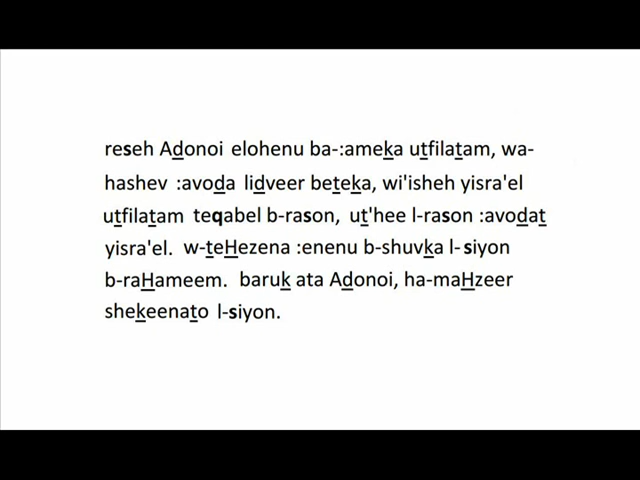 reseh Adonoi elohenu ba-:ameka utfilatam, wa-
hashev :avoda lidveer beteka, wi'isheh yisra'el
utfilatam teqabel b-rason, ut'hee l-rason :avodat
yisra'el. w-teHezena :enenu b-shuvka l-siyon
b-raHameem. baruk ata Adonoi, ha-maHzeer
shekeenato l-siyon.